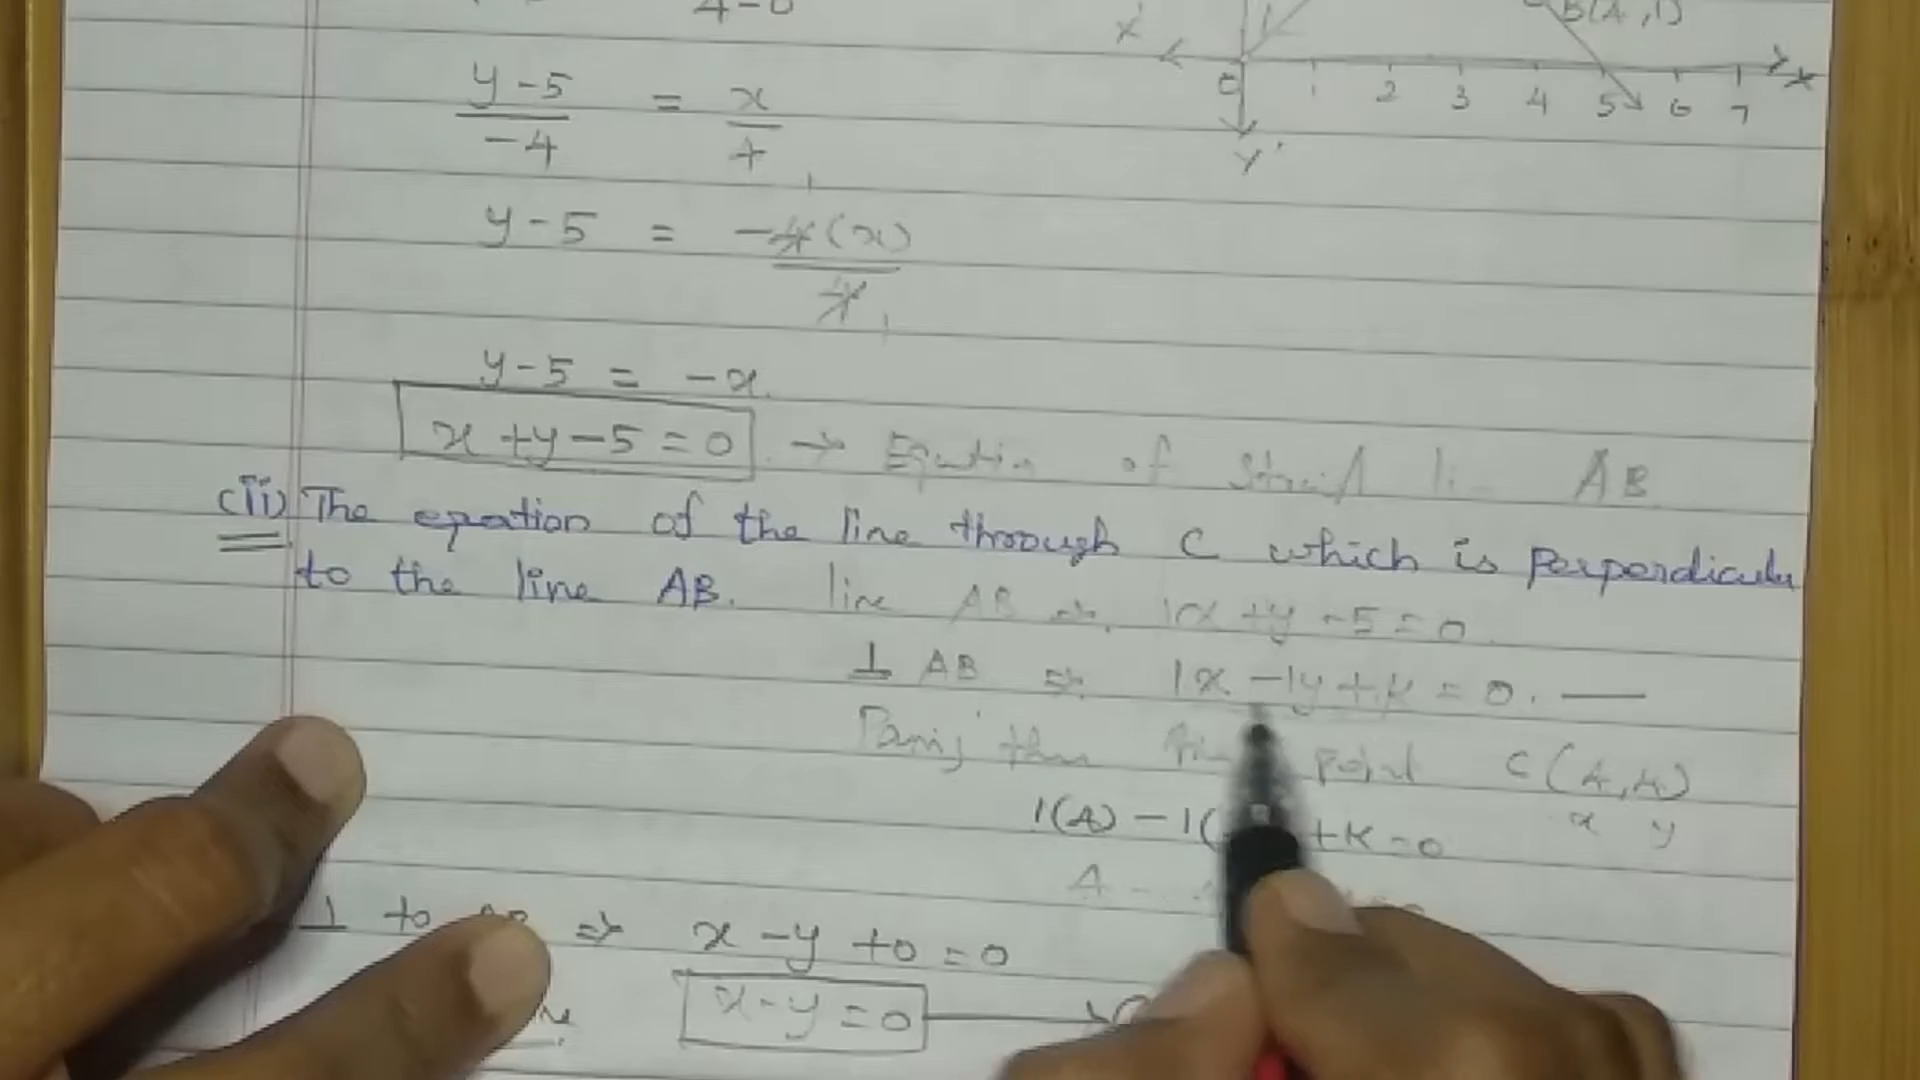 4-0
B(4,1)
x'
0 1 2 3 4 5 6 7 x
y'
y-5 = x
-4 4
y-5 = -4(x)
4
y-5 = -x
x+y-5=0 → Equation of straight line AB
(ii) The equation of the line through C which is perpendicular
to the line AB. line AB ⇒ 1x+y-5=0
⊥ AB ⇒ 1x-1y+k=0.
point C(4,4)
x y
1(4)-1( +k=0
4 -
⊥ to AB ⇒ x-y+0=0
x-y=0